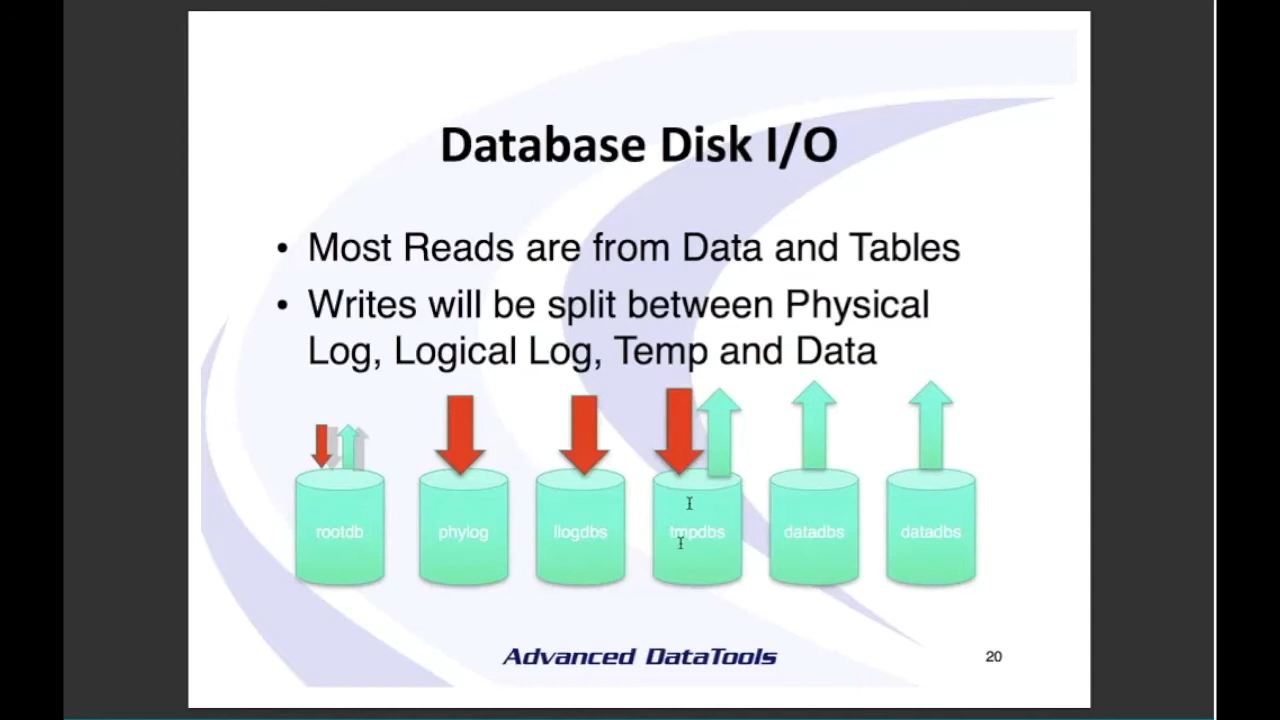 Database Disk I/O
• Most Reads are from Data and Tables
• Writes will be split between Physical
Log, Logical Log, Temp and Data
rootdb phylog llogdbs tmpdbs datadbs datadbs
Advanced DataTools
20